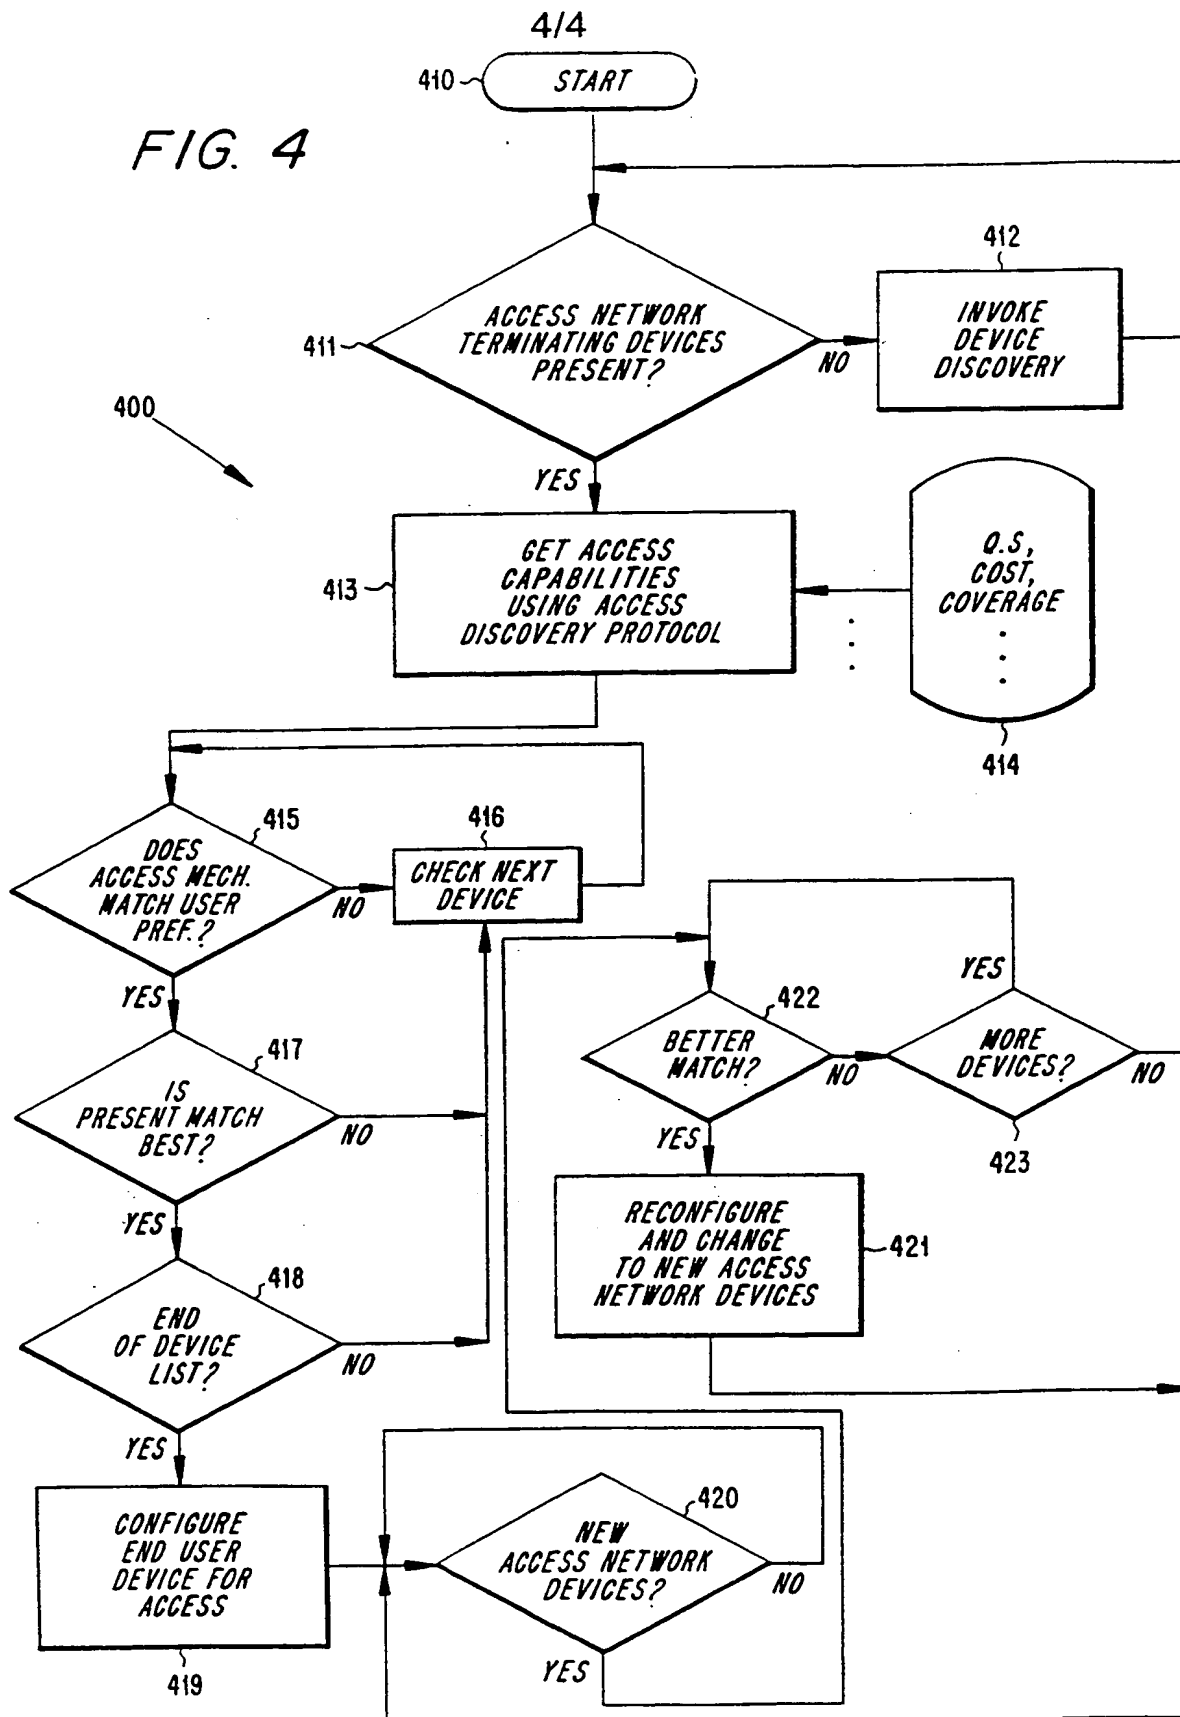 4/4
410
START
FIG. 4
412
411
ACCESS NETWORK
TERMINATING DEVICES
PRESENT?
NO
INVOKE
DEVICE
DISCOVERY
400
YES
413
GET ACCESS
CAPABILITIES
USING ACCESS
DISCOVERY PROTOCOL
Q.S,
COST,
COVERAGE
414
415
DOES
ACCESS MECH.
MATCH USER
PREF.?
NO
416
CHECK NEXT
DEVICE
YES
417
IS
PRESENT MATCH
BEST?
NO
YES
418
END
OF DEVICE
LIST?
NO
YES
CONFIGURE
END USER
DEVICE FOR
ACCESS
419
420
NEW
ACCESS NETWORK
DEVICES?
NO
YES
422
BETTER
MATCH?
NO
YES
MORE
DEVICES?
NO
423
YES
RECONFIGURE
AND CHANGE
TO NEW ACCESS
NETWORK DEVICES
421